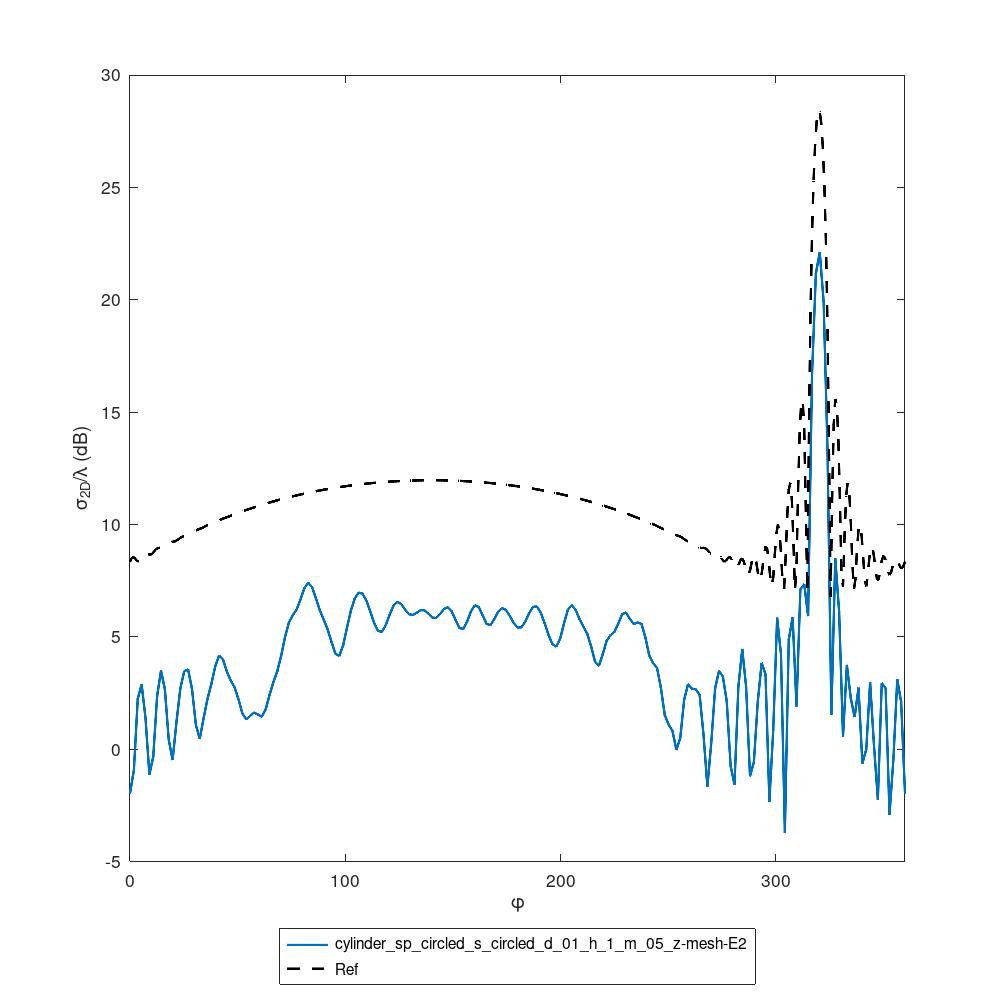 30
25
20
15
10
5
0
-5
σ2D/λ (dB)
0 100 200 300
φ
cylinder_sp_circled_s_circled_d_01_h_1_m_05_z-mesh-E2
Ref